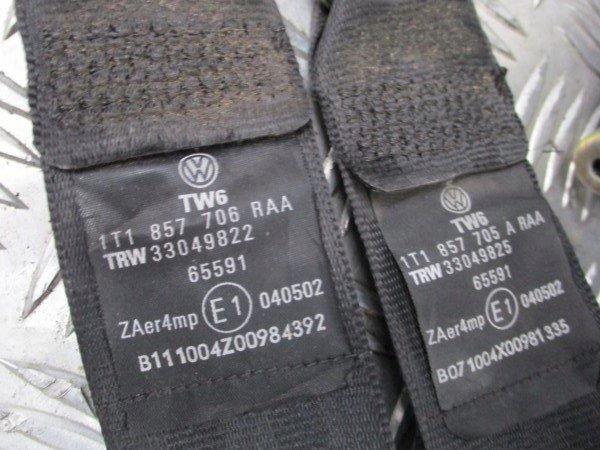 TW6
1T1 857 706 RAA
TRW 33049822
65591
ZAer4mp E1 040502
B111004Z00984392
TW6
1T1 857 705 A RAA
TRW 33049825
65591
ZAer4mp E1 040502
B071004X00981335